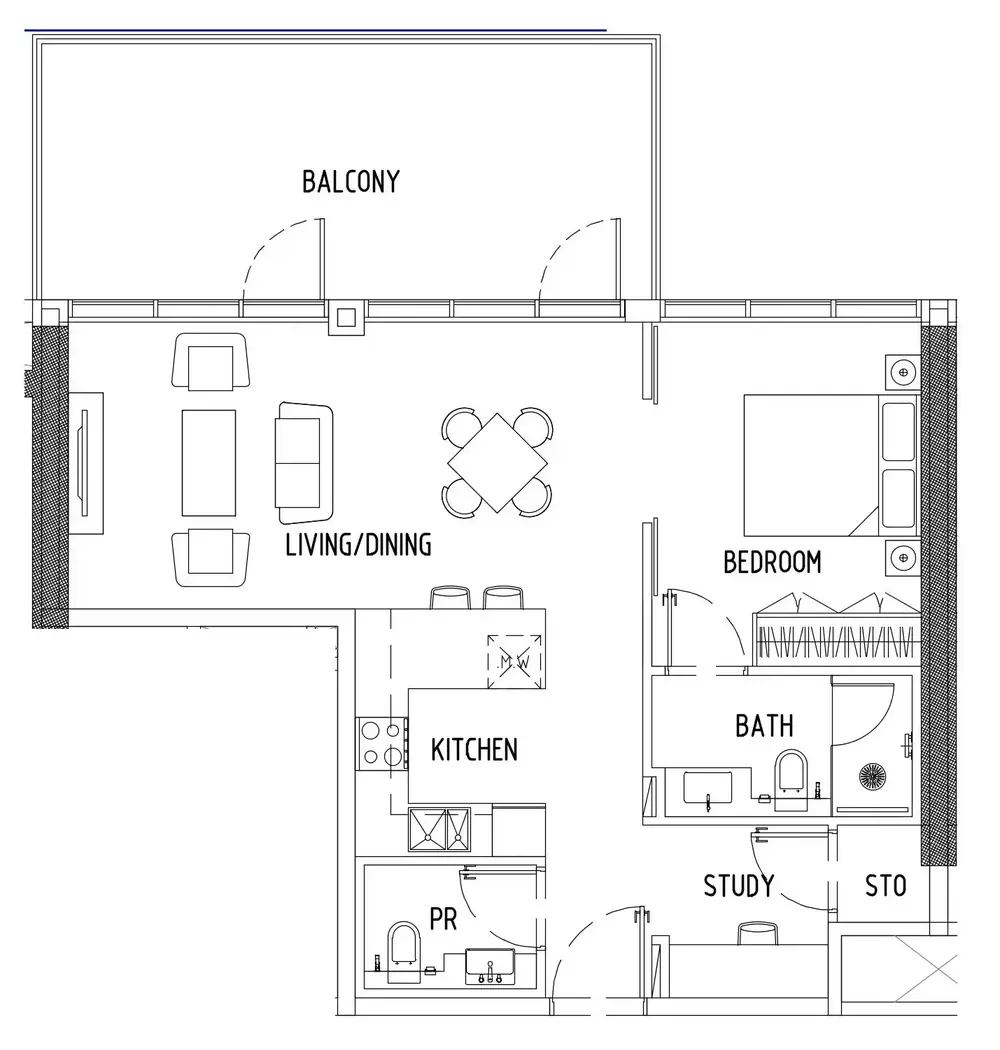 BALCONY
LIVING/DINING
BEDROOM
.M.W
BATH
KITCHEN
STUDY
STO
PR